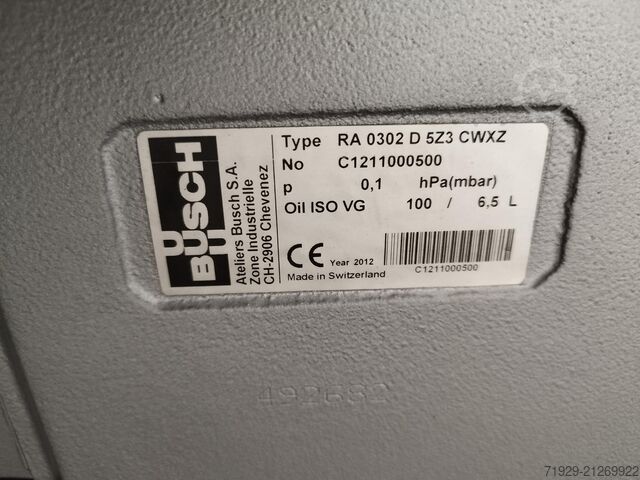 BUSCH
Ateliers Busch S.A.
Zone Industrielle
CH-2906 Chevenez
Type RA 0302 D 5Z3 CWXZ
No C1211000500
p 0,1 hPa(mbar)
Oil ISO VG 100 / 6,5 L
CE Year 2012
Made in Switzerland
C1211000500
492682
71929-21269922